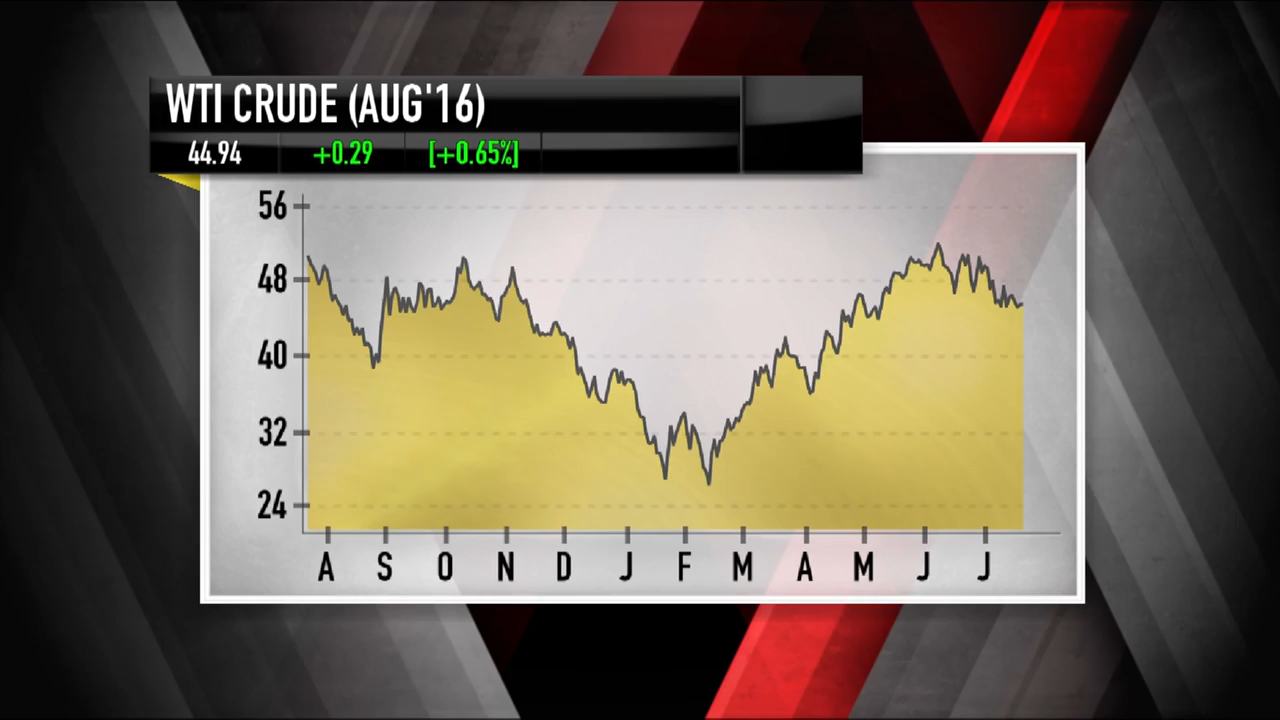 WTI CRUDE (AUG'16)
44.94 +0.29 [+0.65%]
56
48
40
32
24
A S O N D J F M A M J J